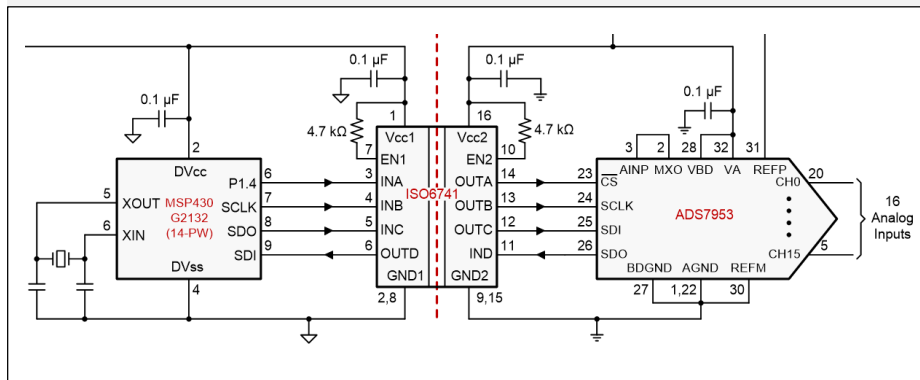 0.1 µF
0.1 µF
4.7 kΩ
0.1 µF
4.7 kΩ
0.1 µF
2
DVcc
MSP430
G2132
(14-PW)
5
XOUT
6
XIN
P1.4
6
SCLK
7
SDO
8
SDI
9
DVss
4
1
Vcc1
7
EN1
3
INA
4
INB
5
INC
6
OUTD
GND1
2,8
ISO6741
16
Vcc2
10
EN2
14
OUTA
13
OUTB
12
OUTC
11
IND
GND2
9,15
3
2
28
32
31
AINP
MXO
VBD
VA
REFP
23
CS
24
SCLK
25
SDI
26
SDO
ADS7953
CH0
20
CH15
5
BDGND
AGND
REFM
27
1,22
30
16
Analog
Inputs